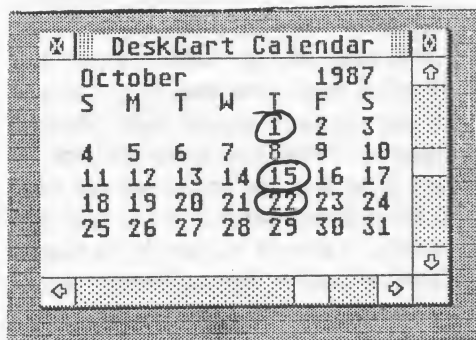 DeskCart Calendar
October 1987
S M T W T F S
1 2 3
4 5 6 7 8 9 10
11 12 13 14 15 16 17
18 19 20 21 22 23 24
25 26 27 28 29 30 31